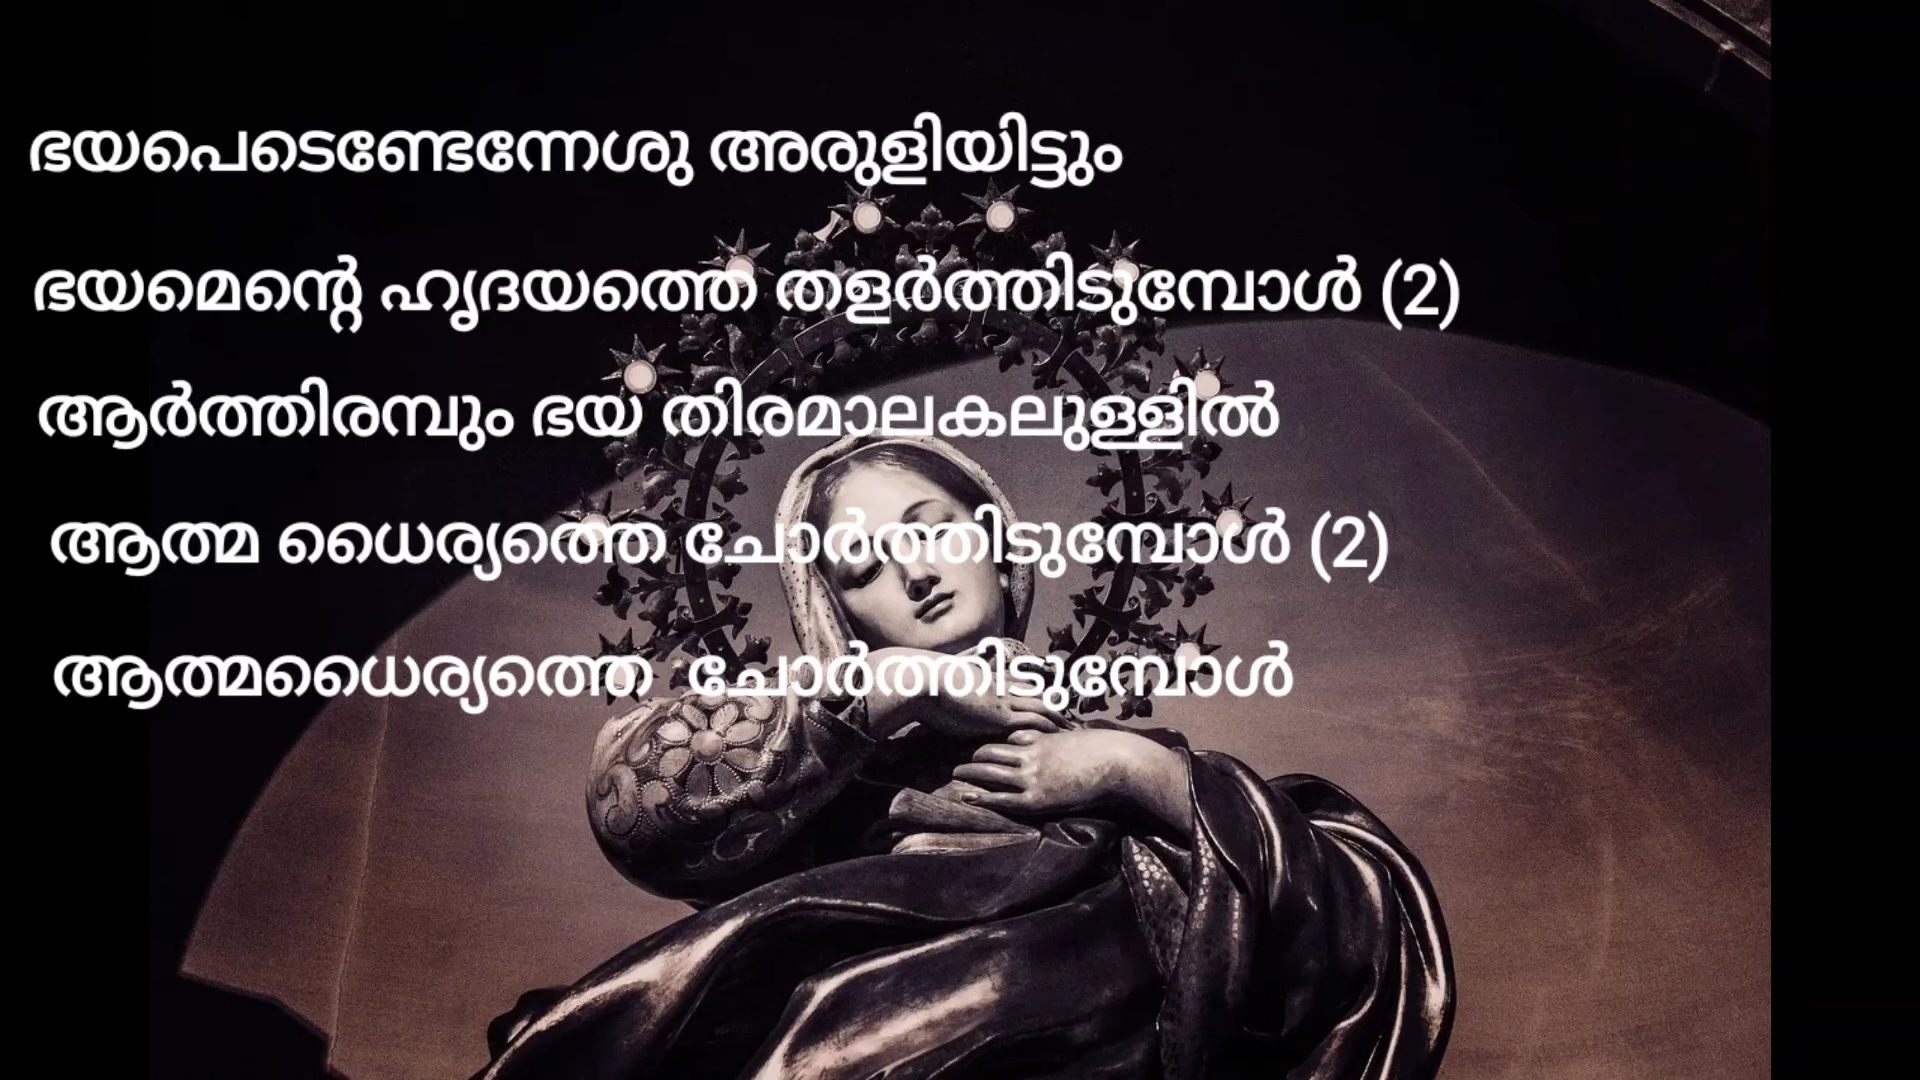 ഭയപെടെണ്ടേന്നേശു അരുളിയിട്ടും
ഭയമെന്റെ ഹൃദയത്തെ തളർത്തിടുമ്പോൾ (2)
ആർത്തിരമ്പും ഭയ തിരമാലകലുള്ളിൽ
ആത്മ ധൈര്യത്തെ ചോർത്തിടുമ്പോൾ (2)
ആത്മധൈര്യത്തെ ചോർത്തിടുമ്പോൾ